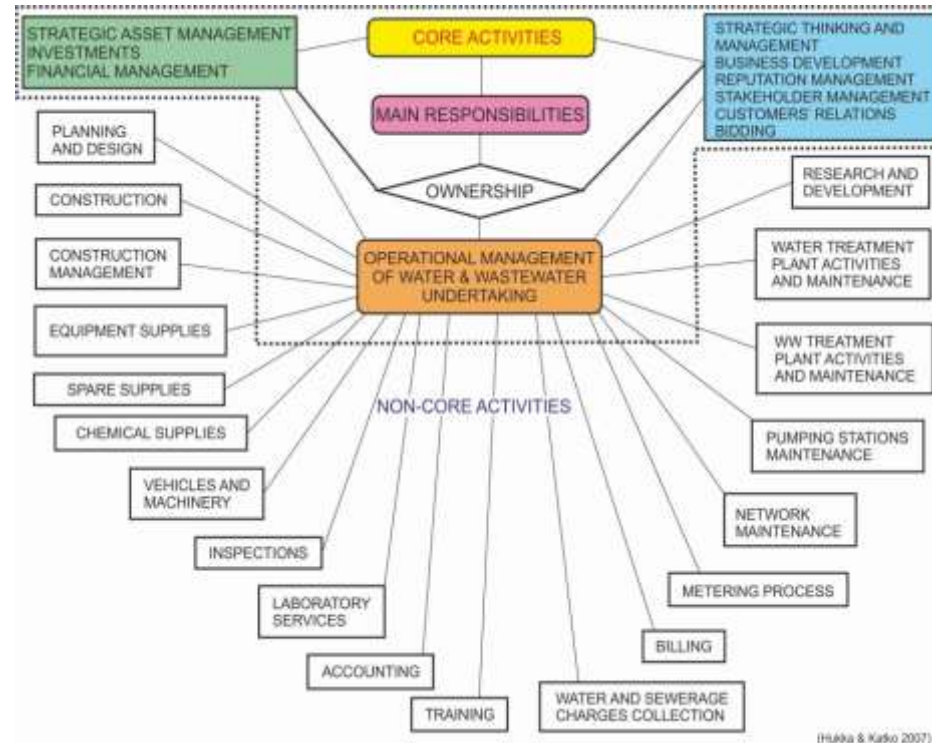 STRATEGIC ASSET MANAGEMENT
INVESTMENTS
FINANCIAL MANAGEMENT
CORE ACTIVITIES
STRATEGIC THINKING AND
MANAGEMENT
BUSINESS DEVELOPMENT
REPUTATION MANAGEMENT
STAKEHOLDER MANAGEMENT
CUSTOMERS' RELATIONS
BIDDING
MAIN RESPONSIBILITIES
OWNERSHIP
OPERATIONAL MANAGEMENT
OF WATER & WASTEWATER
UNDERTAKING
PLANNING
AND DESIGN
CONSTRUCTION
CONSTRUCTION
MANAGEMENT
EQUIPMENT SUPPLIES
SPARE SUPPLIES
CHEMICAL SUPPLIES
VEHICLES AND
MACHINERY
INSPECTIONS
LABORATORY
SERVICES
ACCOUNTING
TRAINING
NON-CORE ACTIVITIES
RESEARCH AND
DEVELOPMENT
WATER TREATMENT
PLANT ACTIVITIES
AND MAINTENANCE
WW TREATMENT
PLANT ACTIVITIES
AND MAINTENANCE
PUMPING STATIONS
MAINTENANCE
NETWORK
MAINTENANCE
METERING PROCESS
BILLING
WATER AND SEWERAGE
CHARGES COLLECTION
(Hukka & Katko 2007)